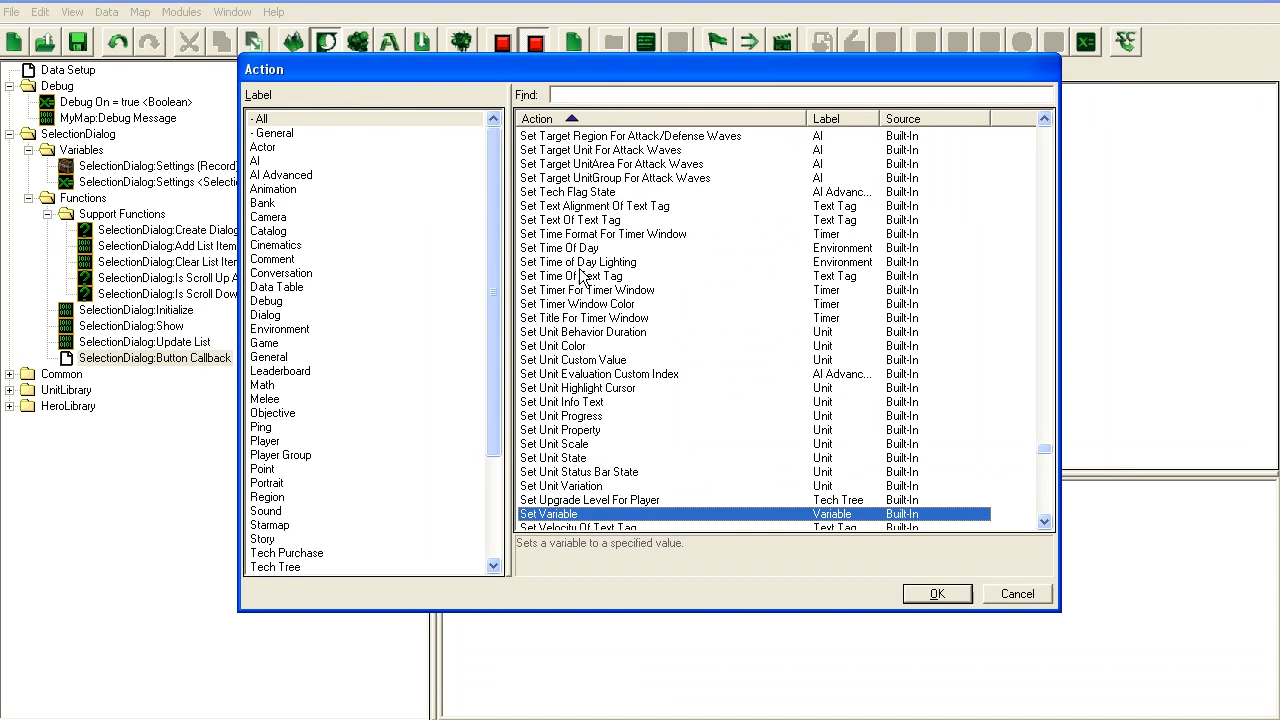 File Edit View Data Map Modules Window Help
Data Setup
Debug
Debug On = true <Boolean>
MyMap:Debug Message
SelectionDialog
Variables
SelectionDialog:Settings (Record)
SelectionDialog:Settings <Selecti
Functions
Support Functions
SelectionDialog:Create Dialog
SelectionDialog:Add List Item
SelectionDialog:Clear List Item
SelectionDialog:Is Scroll Up A
SelectionDialog:Is Scroll Dow
SelectionDialog:Initialize
SelectionDialog:Show
SelectionDialog:Update List
SelectionDialog:Button Callback
Common
UnitLibrary
HeroLibrary
Action
Label
- All
- General
Actor
AI
AI Advanced
Animation
Bank
Camera
Catalog
Cinematics
Comment
Conversation
Data Table
Debug
Dialog
Environment
Game
General
Leaderboard
Math
Melee
Objective
Ping
Player
Player Group
Point
Portrait
Region
Sound
Starmap
Story
Tech Purchase
Tech Tree
Find:
Action Label Source
Set Target Region For Attack/Defense Waves AI Built-In
Set Target Unit For Attack Waves AI Built-In
Set Target UnitArea For Attack Waves AI Built-In
Set Target UnitGroup For Attack Waves AI Built-In
Set Tech Flag State AI Advanc... Built-In
Set Text Alignment Of Text Tag Text Tag Built-In
Set Text Of Text Tag Text Tag Built-In
Set Time Format For Timer Window Timer Built-In
Set Time Of Day Environment Built-In
Set Time of Day Lighting Environment Built-In
Set Time Of Text Tag Text Tag Built-In
Set Timer For Timer Window Timer Built-In
Set Timer Window Color Timer Built-In
Set Title For Timer Window Timer Built-In
Set Unit Behavior Duration Unit Built-In
Set Unit Color Unit Built-In
Set Unit Custom Value Unit Built-In
Set Unit Evaluation Custom Index AI Advanc... Built-In
Set Unit Highlight Cursor Unit Built-In
Set Unit Info Text Unit Built-In
Set Unit Progress Unit Built-In
Set Unit Property Unit Built-In
Set Unit Scale Unit Built-In
Set Unit State Unit Built-In
Set Unit Status Bar State Unit Built-In
Set Unit Variation Unit Built-In
Set Upgrade Level For Player Tech Tree Built-In
Set Variable Variable Built-In
Set Velocity Of Text Tag Text Tag Built-In
Sets a variable to a specified value.
OK Cancel